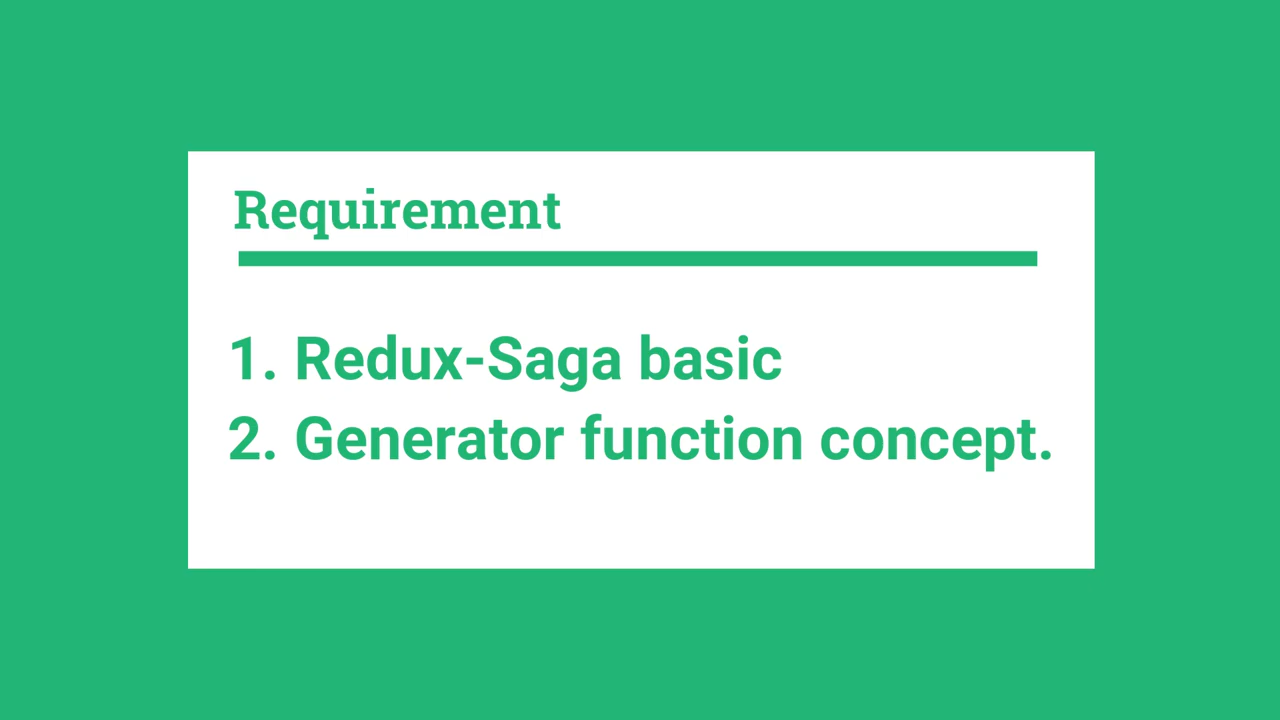 Requirement
1. Redux-Saga basic
2. Generator function concept.